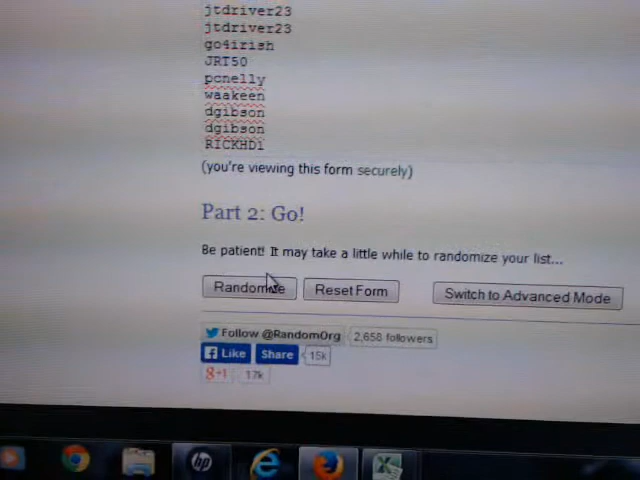 jtdriver23
jtdriver23
go4irish
JRT50
pcnelly
waakeen
dgibson
dgibson
RICKHD1
(you're viewing this form securely)
Part 2: Go!
Be patient! It may take a little while to randomize your list...
Randomize Reset Form Switch to Advanced Mode
Follow @RandomOrg 2,658 followers
Like Share 15k
g+1 17k
hp